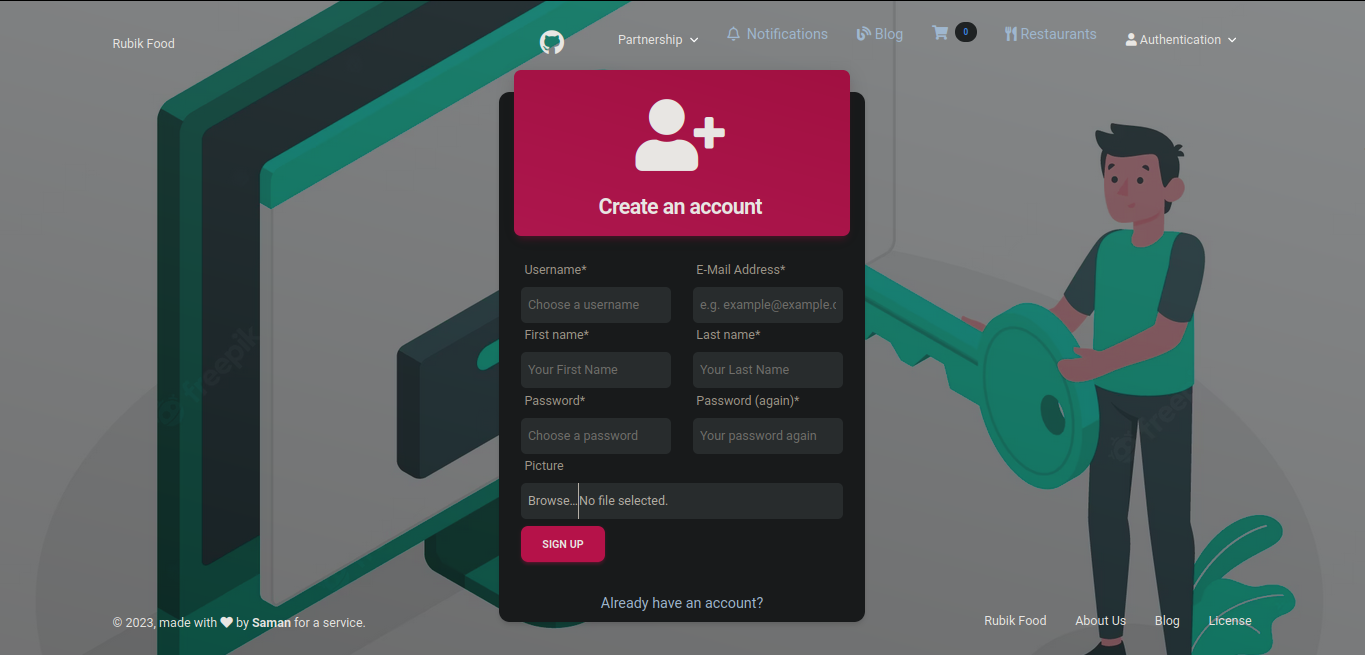 Rubik Food
Partnership
Notifications
Blog
0
Restaurants
Authentication
Create an account
Username*
E-Mail Address*
Choose a username
e.g. example@example.c
First name*
Last name*
Your First Name
Your Last Name
Password*
Password (again)*
Choose a password
Your password again
Picture
Browse... No file selected.
SIGN UP
Already have an account?
freepik
free
© 2023, made with ❤ by Saman for a service.
Rubik Food
About Us
Blog
License